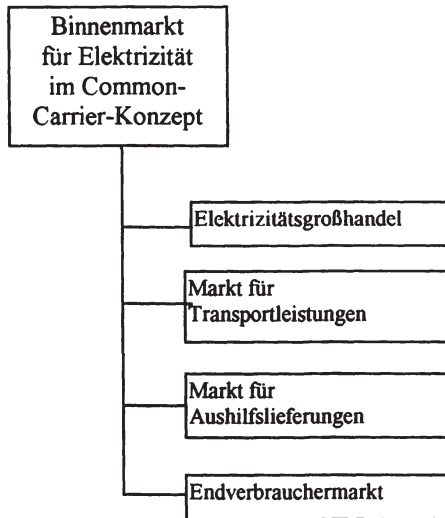 Binnenmarkt
für Elektrizität
im Common-
Carrier-Konzept
Elektrizitätsgroßhandel
Markt für
Transportleistungen
Markt für
Aushilfslieferungen
Endverbrauchermarkt